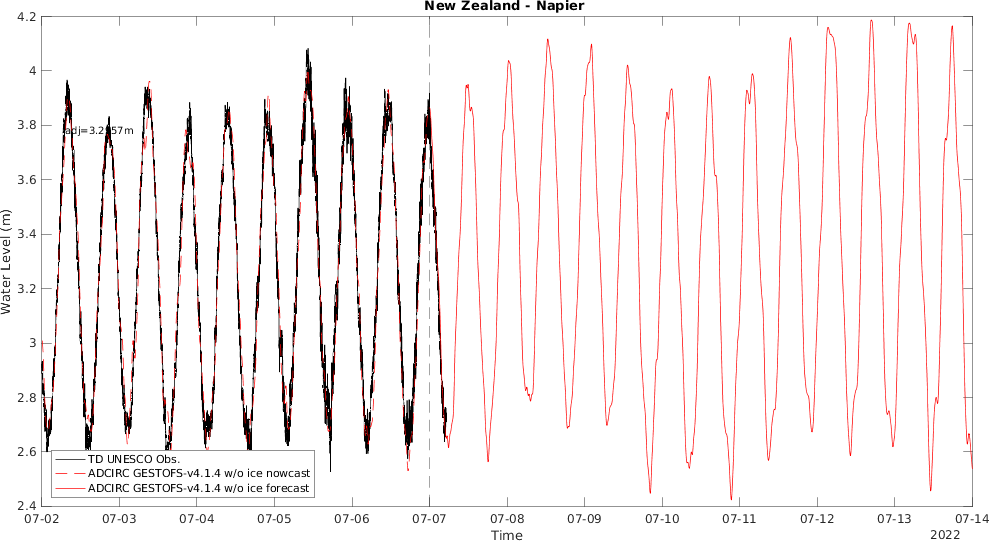 New Zealand - Napier
4.2
4
3.8
3.6
3.4
3.2
3
2.8
2.6
2.4
Water Level (m)
TD UNESCO Obs.
ADCIRC GESTOFS-v4.1.4 w/o ice nowcast
ADCIRC GESTOFS-v4.1.4 w/o ice forecast
07-02 07-03 07-04 07-05 07-06 07-07 07-08 07-09 07-10 07-11 07-12 07-13 07-14
Time
2022